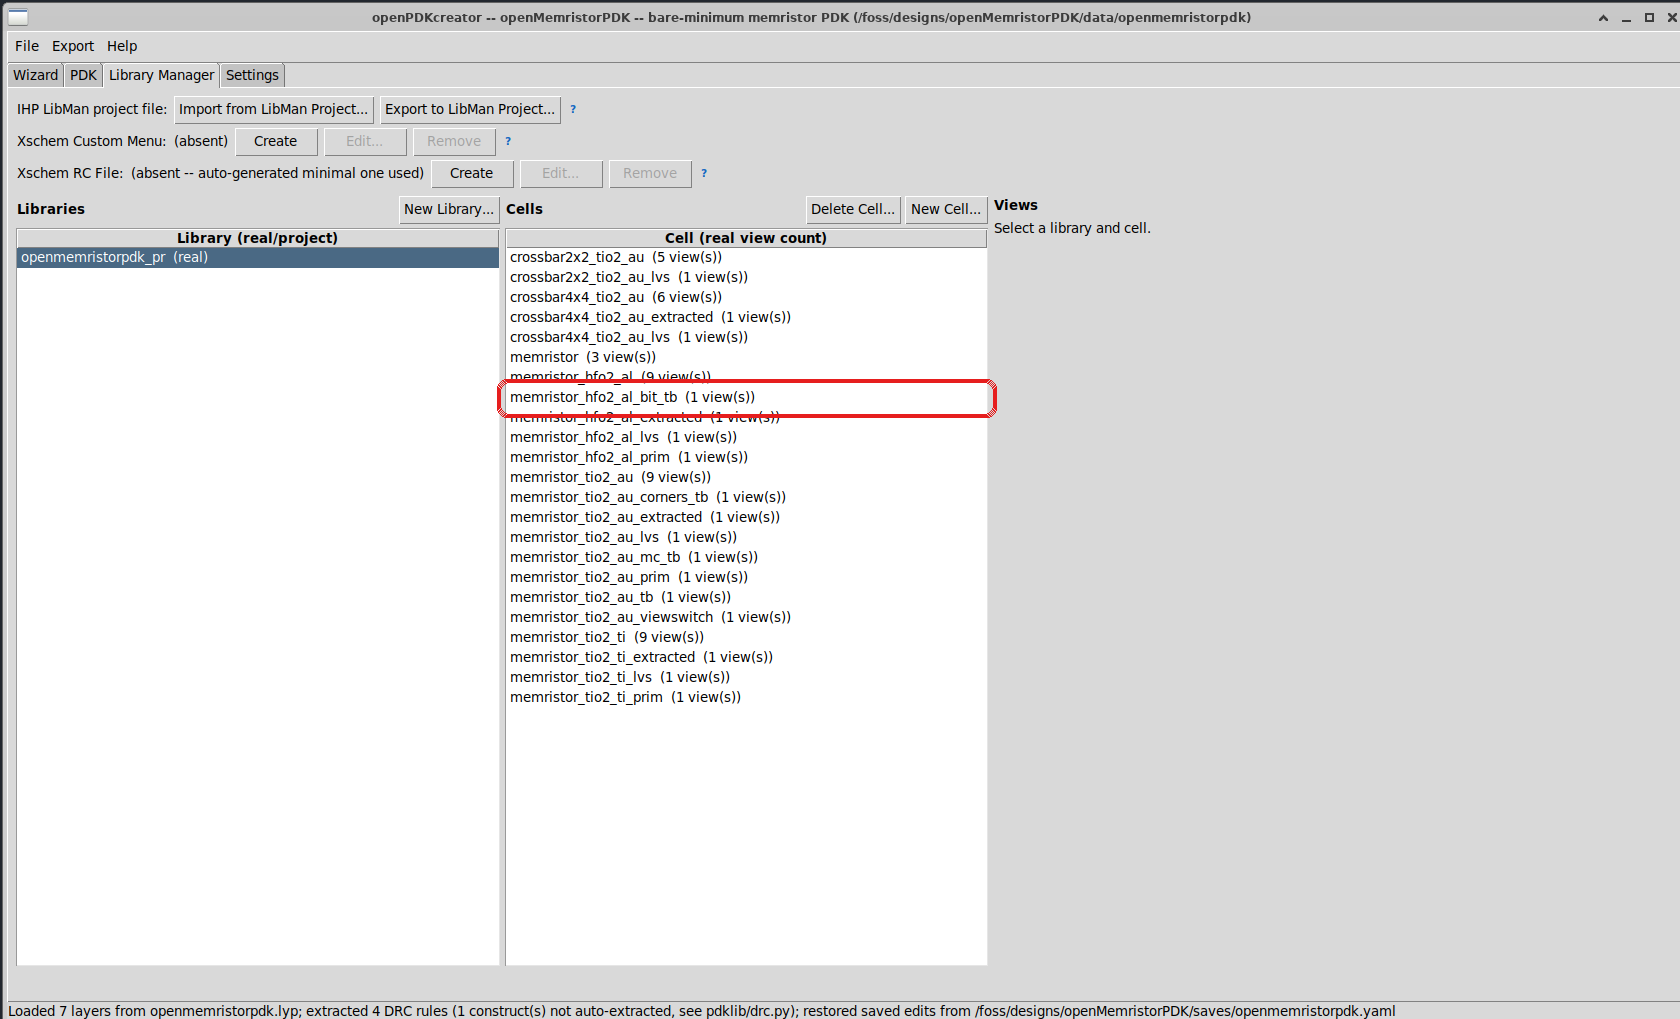 openPDKcreator -- openMemristorPDK -- bare-minimum memristor PDK (/foss/designs/openMemristorPDK/data/openmemristorpdk)
File Export Help
Wizard PDK Library Manager Settings
IHP LibMan project file: Import from LibMan Project... Export to LibMan Project... ?
Xschem Custom Menu: (absent) Create Edit... Remove ?
Xschem RC File: (absent -- auto-generated minimal one used) Create Edit... Remove ?
Libraries New Library... Cells Delete Cell... New Cell... Views
Select a library and cell.
Library (real/project)
openmemristorpdk_pr (real)
Cell (real view count)
crossbar2x2_tio2_au (5 view(s))
crossbar2x2_tio2_au_lvs (1 view(s))
crossbar4x4_tio2_au (6 view(s))
crossbar4x4_tio2_au_extracted (1 view(s))
crossbar4x4_tio2_au_lvs (1 view(s))
memristor (3 view(s))
memristor_hfo2_al (9 view(s))
memristor_hfo2_al_bit_tb (1 view(s))
memristor_hfo2_al_extracted (1 view(s))
memristor_hfo2_al_lvs (1 view(s))
memristor_hfo2_al_prim (1 view(s))
memristor_tio2_au (9 view(s))
memristor_tio2_au_corners_tb (1 view(s))
memristor_tio2_au_extracted (1 view(s))
memristor_tio2_au_lvs (1 view(s))
memristor_tio2_au_mc_tb (1 view(s))
memristor_tio2_au_prim (1 view(s))
memristor_tio2_au_tb (1 view(s))
memristor_tio2_au_viewswitch (1 view(s))
memristor_tio2_ti (9 view(s))
memristor_tio2_ti_extracted (1 view(s))
memristor_tio2_ti_lvs (1 view(s))
memristor_tio2_ti_prim (1 view(s))
Loaded 7 layers from openmemristorpdk.lyp; extracted 4 DRC rules (1 construct(s) not auto-extracted, see pdklib/drc.py); restored saved edits from /foss/designs/openMemristorPDK/saves/openmemristorpdk.yaml